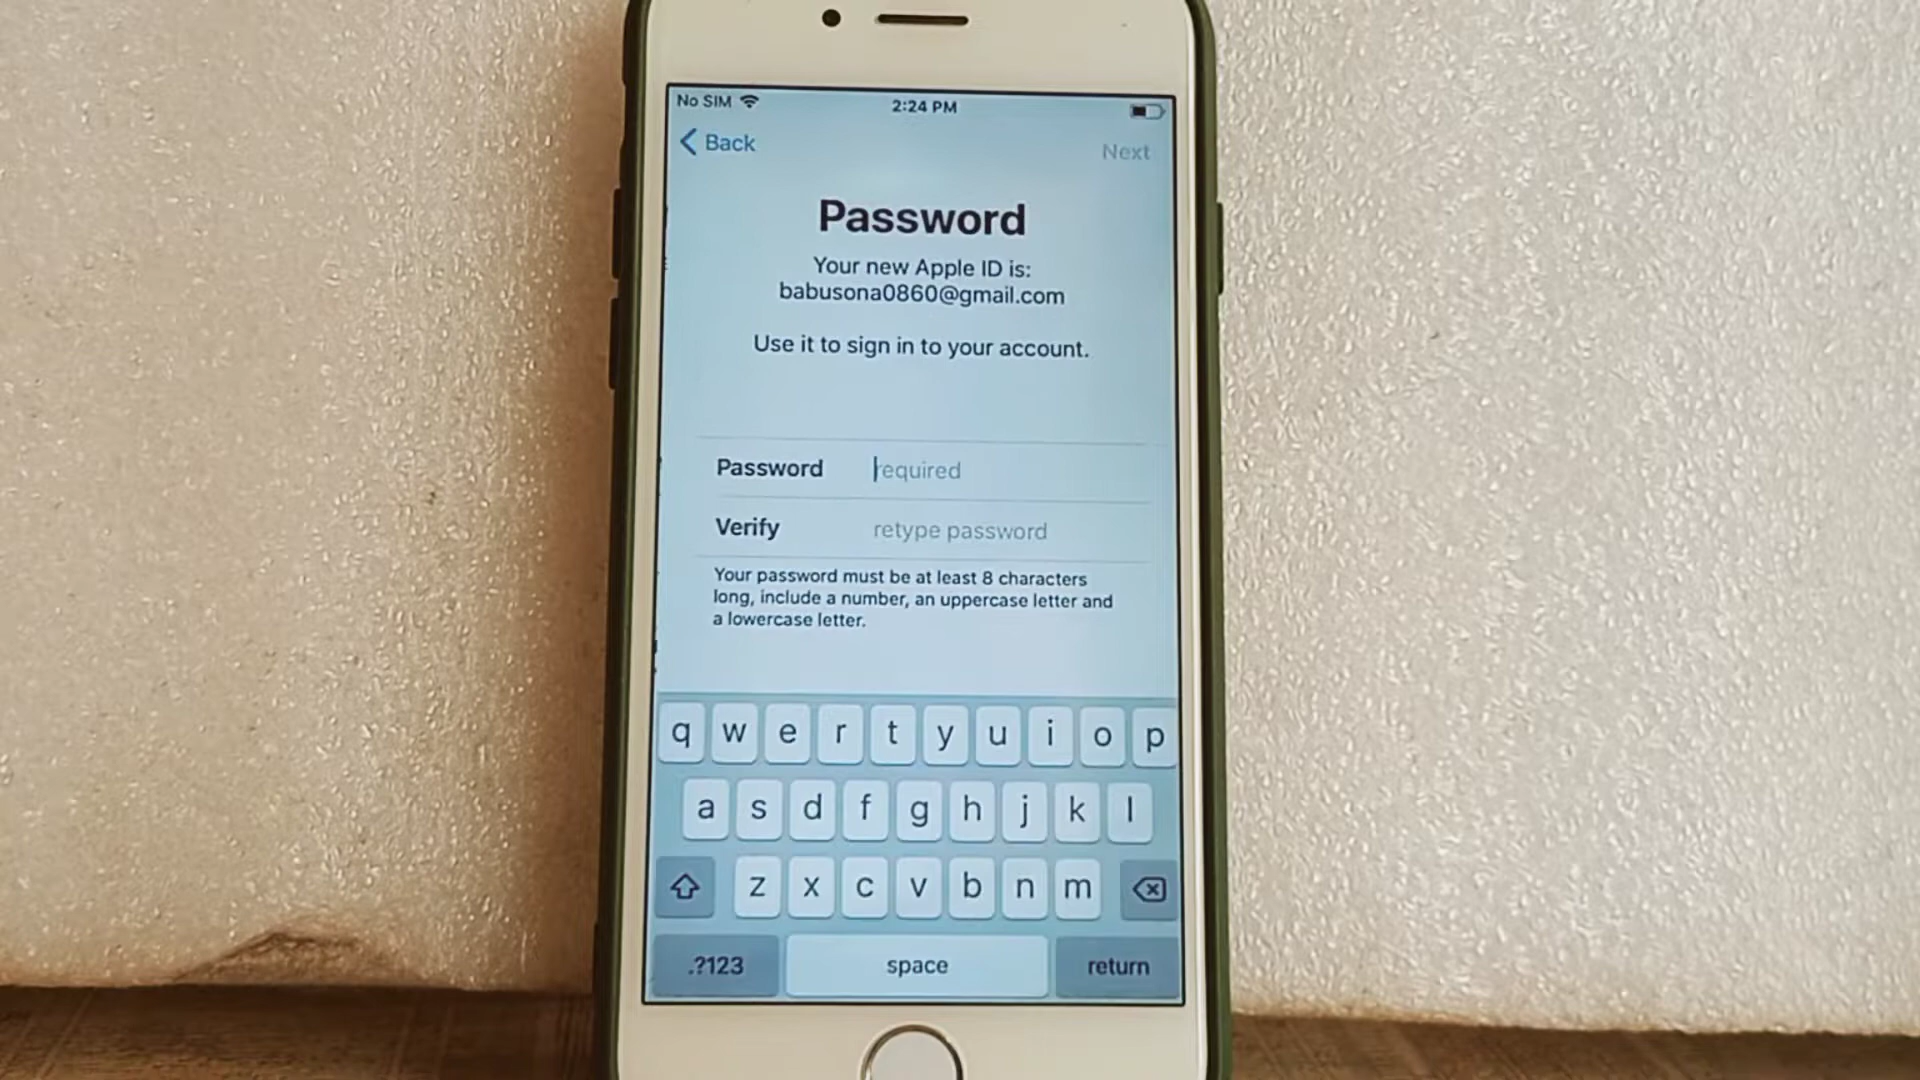 No SIM
2:24 PM
Back
Next
Password
Your new Apple ID is:
babusona0860@gmail.com
Use it to sign in to your account.
Password required
Verify retype password
Your password must be at least 8 characters
long, include a number, an uppercase letter and
a lowercase letter.
q w e r t y u i o p
a s d f g h j k l
z x c v b n m
.?123 space return